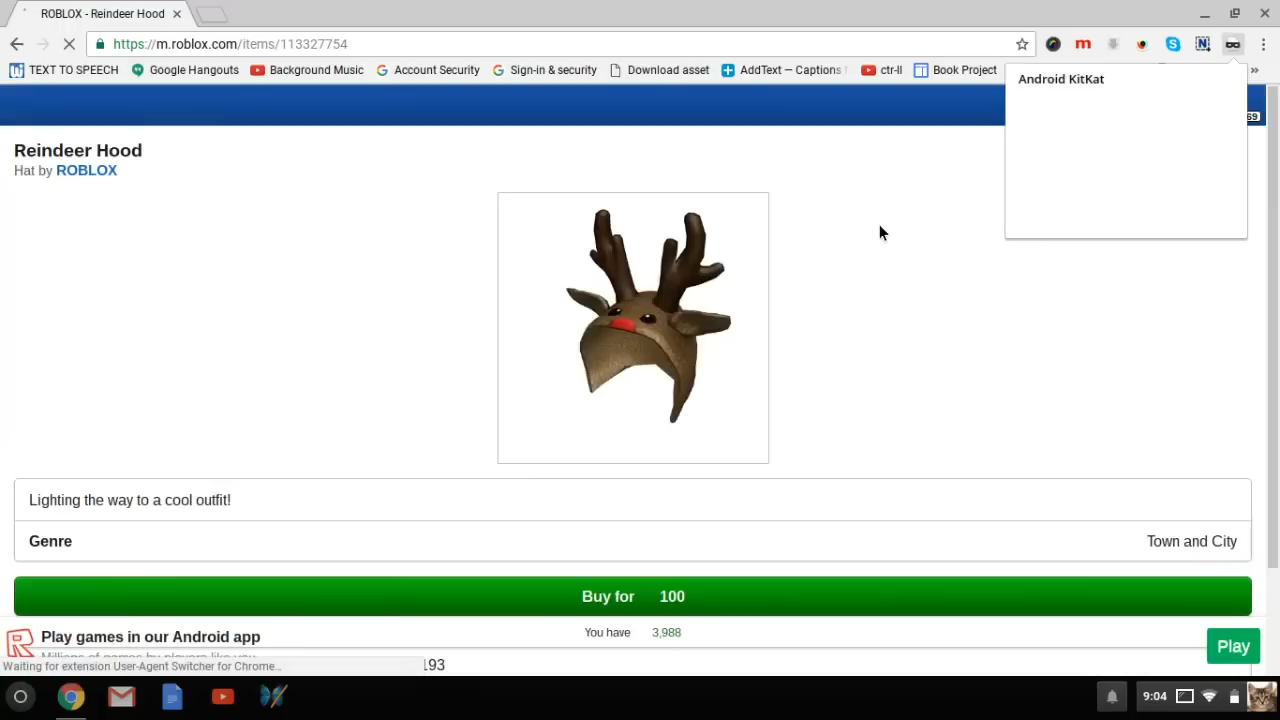 ROBLOX - Reindeer Hood
https://m.roblox.com/items/113327754
TEXT TO SPEECH Google Hangouts Background Music Account Security Sign-in & security Download asset AddText — Captions ctr-ll Book Project »
Android KitKat
69
Reindeer Hood
Hat by ROBLOX
Lighting the way to a cool outfit!
Genre Town and City
Buy for 100
You have 3,988
Play games in our Android app
Play
Waiting for extension User-Agent Switcher for Chrome...
193
9:04